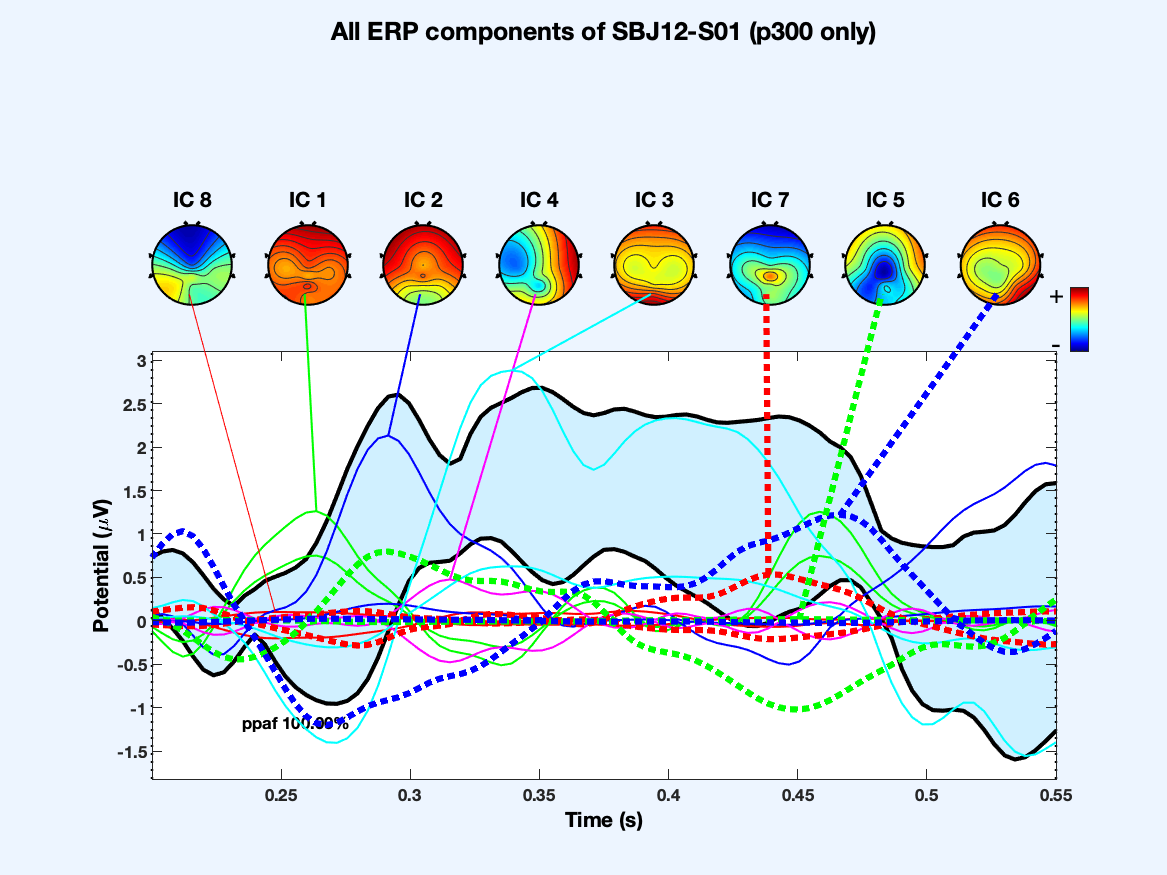 All ERP components of SBJ12-S01 (p300 only)
IC 8 IC 1 IC 2 IC 4 IC 3 IC 7 IC 5 IC 6
+
-
3
2.5
2
1.5
1
0.5
0
-0.5
-1
-1.5
Potential (μV)
ppaf 100.00%
0.25 0.3 0.35 0.4 0.45 0.5 0.55
Time (s)